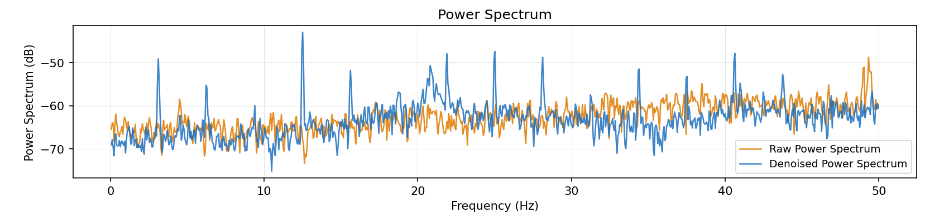 Power Spectrum
Power Spectrum (dB)
−50
−60
−70
0 10 20 30 40 50
Frequency (Hz)
Raw Power Spectrum
Denoised Power Spectrum